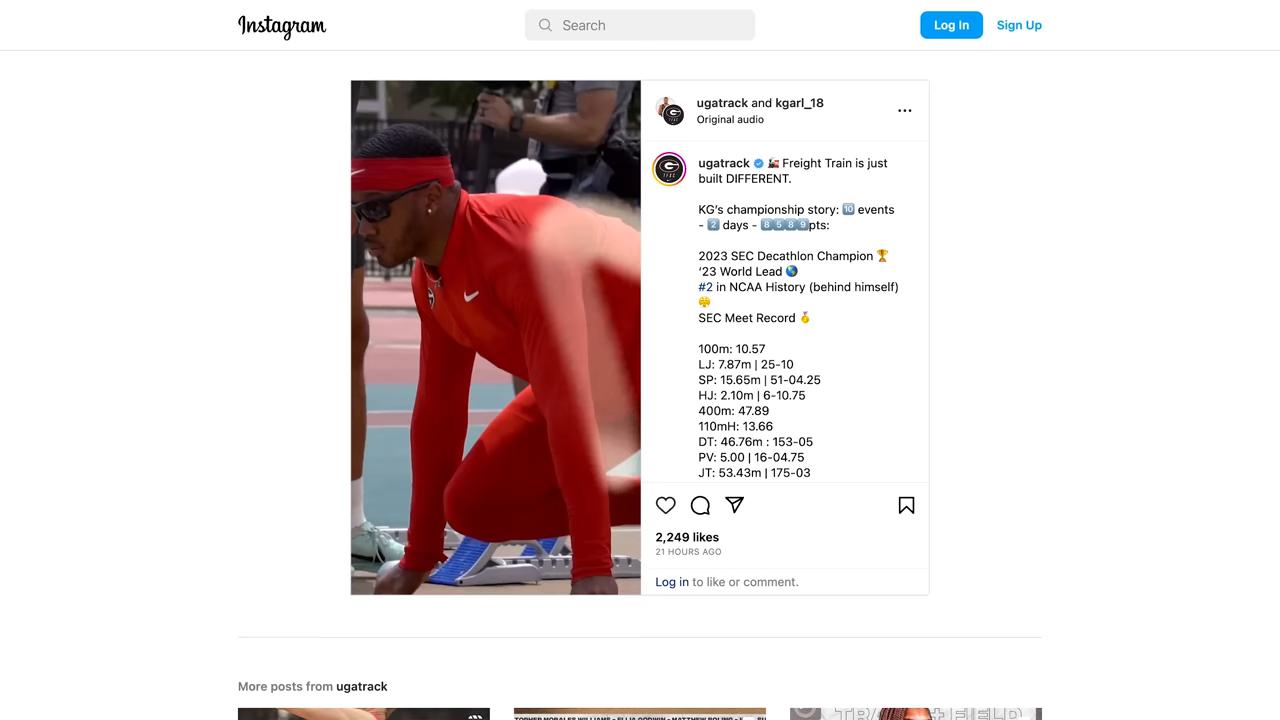 Instagram
Search
Log In
Sign Up
ugatrack and kgarl_18
Original audio
ugatrack 🚂 Freight Train is just
built DIFFERENT.
KG’s championship story: 🔟 events
- 2️⃣ days - 8️⃣5️⃣8️⃣9️⃣pts:
2023 SEC Decathlon Champion 🏆
‘23 World Lead 🌎
#2 in NCAA History (behind himself)
😤
SEC Meet Record 🥇
100m: 10.57
LJ: 7.87m | 25-10
SP: 15.65m | 51-04.25
HJ: 2.10m | 6-10.75
400m: 47.89
110mH: 13.66
DT: 46.76m : 153-05
PV: 5.00 | 16-04.75
JT: 53.43m | 175-03
2,249 likes
21 HOURS AGO
Log in to like or comment.
More posts from ugatrack
TRACK + FIELD